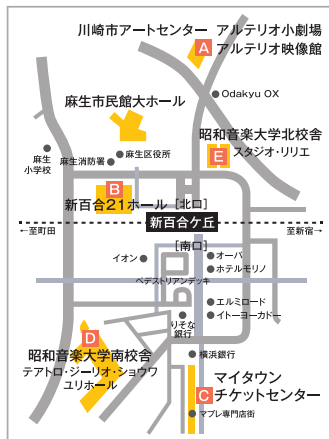 川崎市アートセンター アルテリオ小劇場
A アルテリオ映像館
Odakyu OX
麻生市民館大ホール
昭和音楽大学北校舎
E スタジオ・リリエ
麻生
小学校
麻生消防署
麻生区役所
B
新百合21ホール
[北口]
新百合ケ丘
←至町田
至新宿→
[南口]
イオン
オーパ
ホテルモリノ
ペデストリアンデッキ
エルミロード
イトーヨーカドー
りそな
銀行
D
昭和音楽大学南校舎
テアトロ・ジーリオ・ショウワ
ユリホール
横浜銀行
マイタウン
C チケットセンター
マプレ専門店街